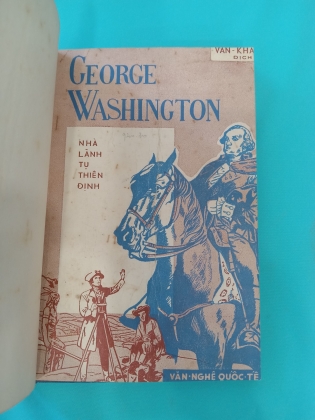 VĂN-KHA
DỊCH
GEORGE
WASHINGTON
NHÀ
LÃNH
TỤ
THIÊN
ĐỊNH
VĂN-NGHỆ QUỐC-TẾ